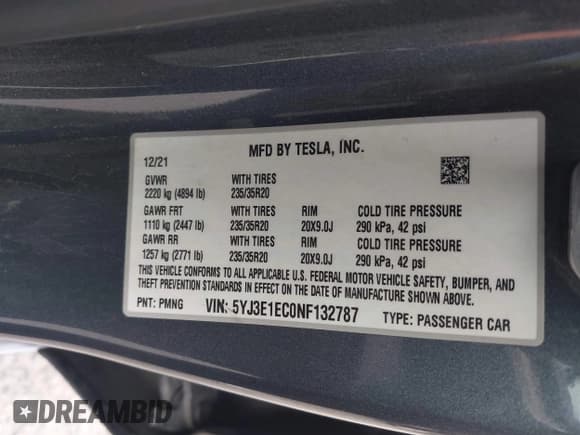 MFD BY TESLA, INC.
12/21
GVWR WITH TIRES
2220 kg (4894 lb) 235/35R20
GAWR FRT WITH TIRES RIM COLD TIRE PRESSURE
1110 kg (2447 lb) 235/35R20 20X9.0J 290 kPa, 42 psi
GAWR RR WITH TIRES RIM COLD TIRE PRESSURE
1257 kg (2771 lb) 235/35R20 20X9.0J 290 kPa, 42 psi
THIS VEHICLE CONFORMS TO ALL APPLICABLE U.S. FEDERAL MOTOR VEHICLE SAFETY, BUMPER, AND
THEFT PREVENTION STANDARDS IN EFFECT ON THE DATE OF MANUFACTURE SHOWN ABOVE.
PNT: PMNG VIN: 5YJ3E1EC0NF132787 TYPE: PASSENGER CAR
DREAMBID